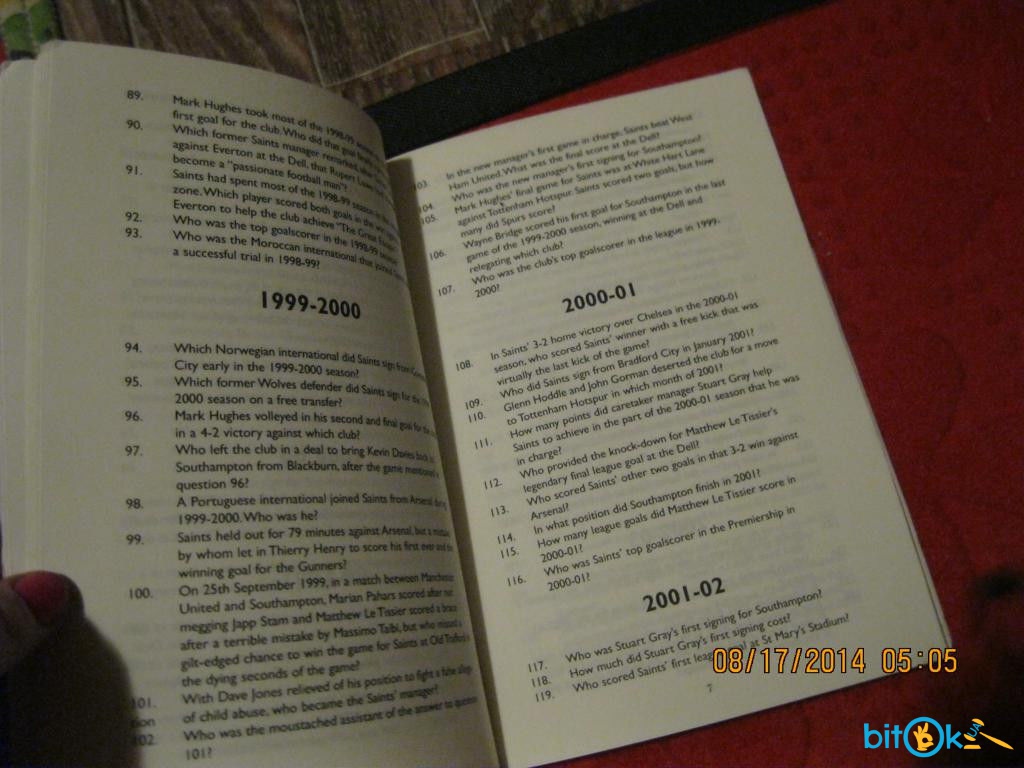 89. Mark Hughes took most of the 1998-99
first goal for the club. Who did that goal
90. Which former Saints manager remarked, after
against Everton at the Dell, that Rupert Lowe
become a "passionate football man"?
91. Saints had spent most of the 1998-99 season in the
zone. Which player scored both goals in the win
Everton to help the club achieve "The Great
92. Who was the top goalscorer in the 1998-99 season?
93. Who was the Moroccan international that joined
a successful trial in 1998-99?
1999-2000
94. Which Norwegian international did Saints sign from
City early in the 1999-2000 season?
95. Which former Wolves defender did Saints sign for the
2000 season on a free transfer?
96. Mark Hughes volleyed in his second and final goal for the
in a 4-2 victory against which club?
97. Who left the club in a deal to bring Kevin Davies back to
Southampton from Blackburn, after the game mentioned in
question 96?
98. A Portuguese international joined Saints from Arsenal during
1999-2000. Who was he?
99. Saints held out for 79 minutes against Arsenal, but a mistake
by whom let in Thierry Henry to score his first ever and the
winning goal for the Gunners?
100. On 25th September 1999, in a match between Manchester
United and Southampton, Marian Pahars scored after nut
megging Japp Stam and Matthew Le Tissier scored a brace
after a terrible mistake by Massimo Taibi, but who missed a
gilt-edged chance to win the game for Saints at Old Trafford in
the dying seconds of the game?
101. With Dave Jones relieved of his position to fight a false allega-
tion of child abuse, who became the Saints' manager?
102. Who was the moustached assistant of the answer to question
101?
103. In the new manager's first game in charge, Saints beat West
Ham United. What was the final score at the Dell?
104. Who was the new manager's first signing for Southampton?
105. Mark Hughes' final game for Saints was at White Hart Lane
against Tottenham Hotspur. Saints scored two goals, but how
many did Spurs score?
106. Wayne Bridge scored his first goal for Southampton in the last
game of the 1999-2000 season, winning at the Dell and
relegating which club?
107. Who was the club's top goalscorer in the league in 1999-
2000?
2000-01
108. In Saints' 3-2 home victory over Chelsea in the 2000-01
season, who scored Saints' winner with a free kick that was
virtually the last kick of the game?
109. Who did Saints sign from Bradford City in January 2001?
110. Glenn Hoddle and John Gorman deserted the club for a move
to Tottenham Hotspur in which month of 2001?
111. How many points did caretaker manager Stuart Gray help
Saints to achieve in the part of the 2000-01 season that he was
in charge?
112. Who provided the knock-down for Matthew Le Tissier's
legendary final league goal at the Dell?
113. Who scored Saints' other two goals in that 3-2 win against
Arsenal?
114. In what position did Southampton finish in 2001?
115. How many league goals did Matthew Le Tissier score in
2000-01?
116. Who was Saints' top goalscorer in the Premiership in
2000-01?
2001-02
117. Who was Stuart Gray's first signing for Southampton?
118. How much did Stuart Gray's first signing cost?
119. Who scored Saints' first league goal at St Mary's Stadium?
7
08/17/2014 05:05
bitOk
UA